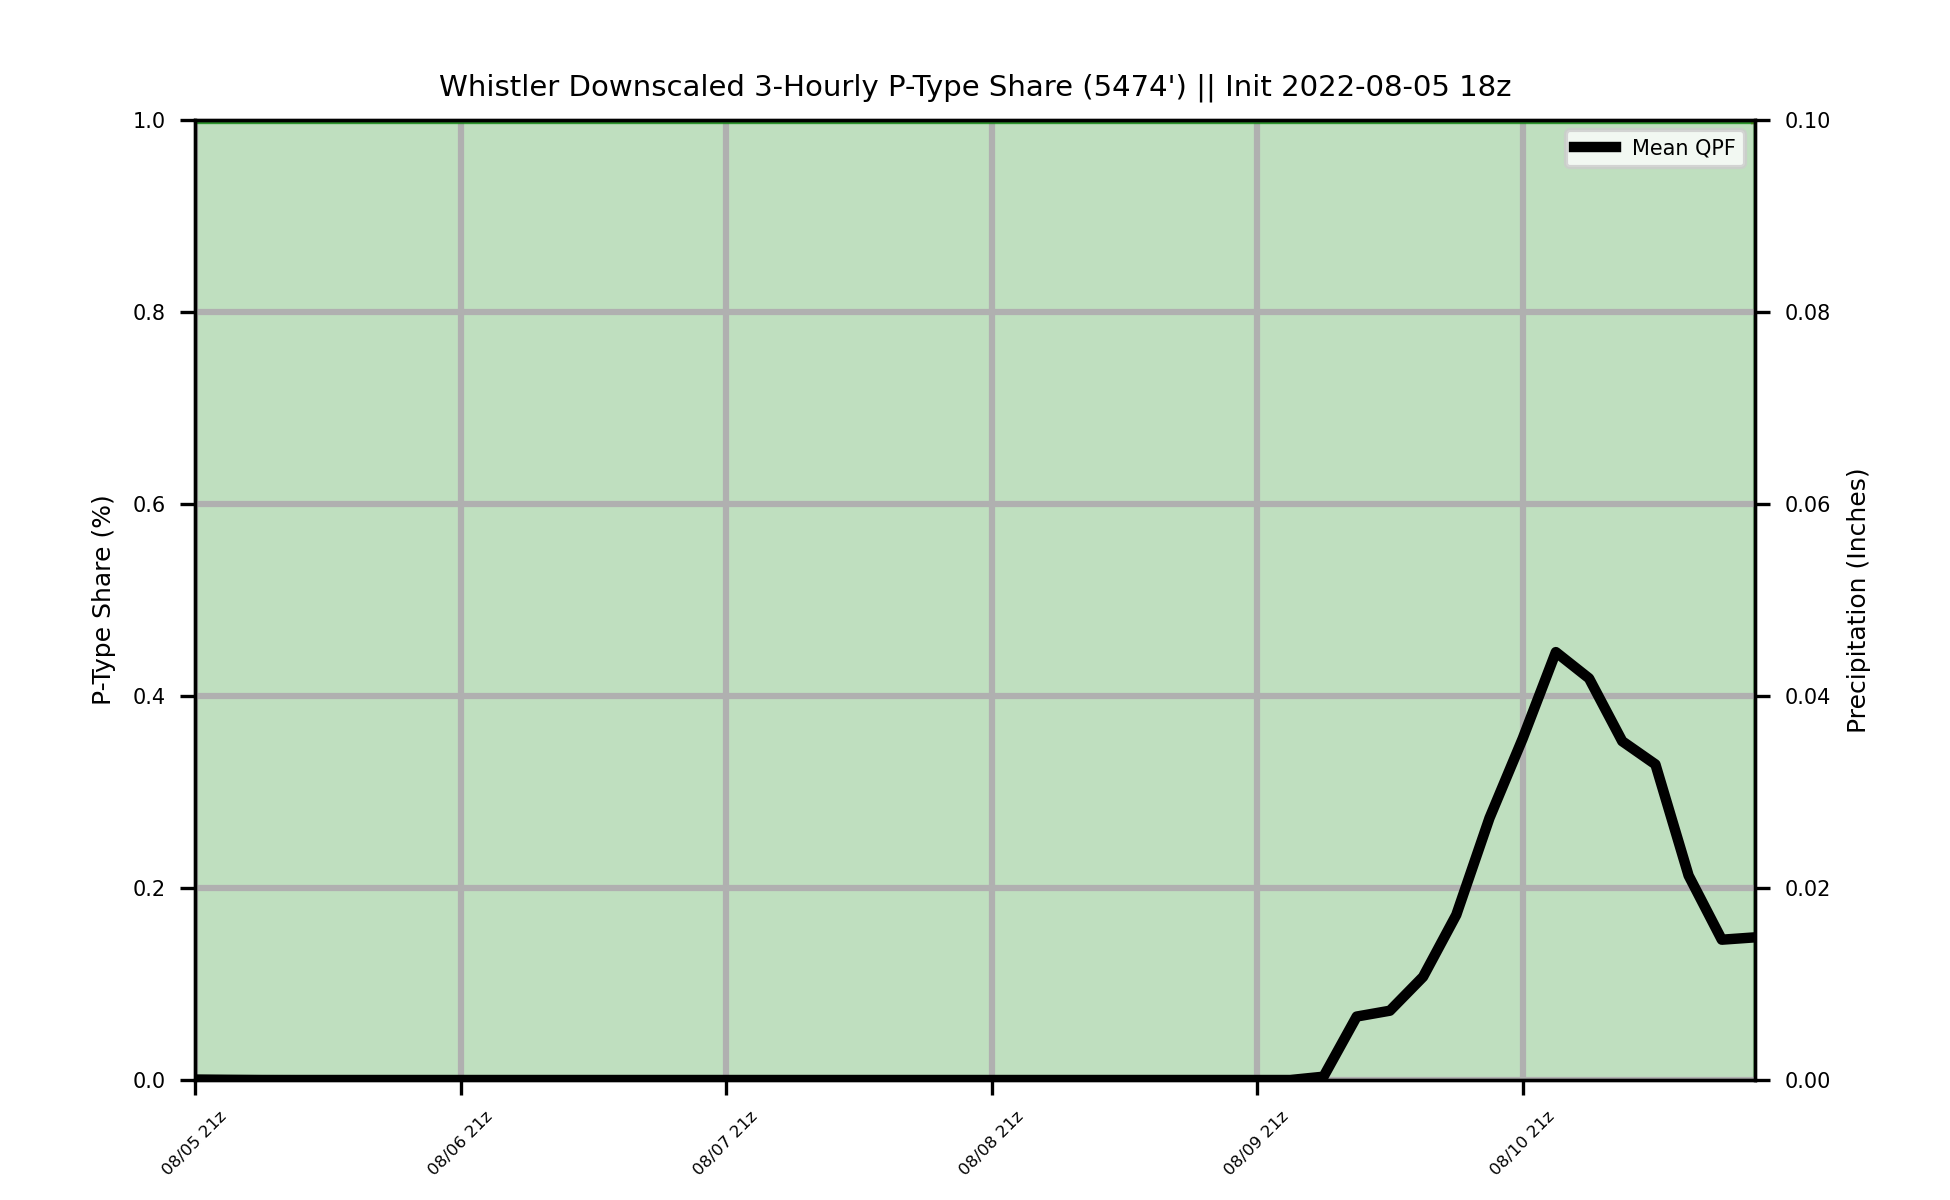 Whistler Downscaled 3-Hourly P-Type Share (5474') || Init 2022-08-05 18z
Mean QPF
P-Type Share (%)
1.0
0.8
0.6
0.4
0.2
0.0
0.10
0.08
0.06
0.04
0.02
0.00
Precipitation (Inches)
08/05 21z
08/06 21z
08/07 21z
08/08 21z
08/09 21z
08/10 21z